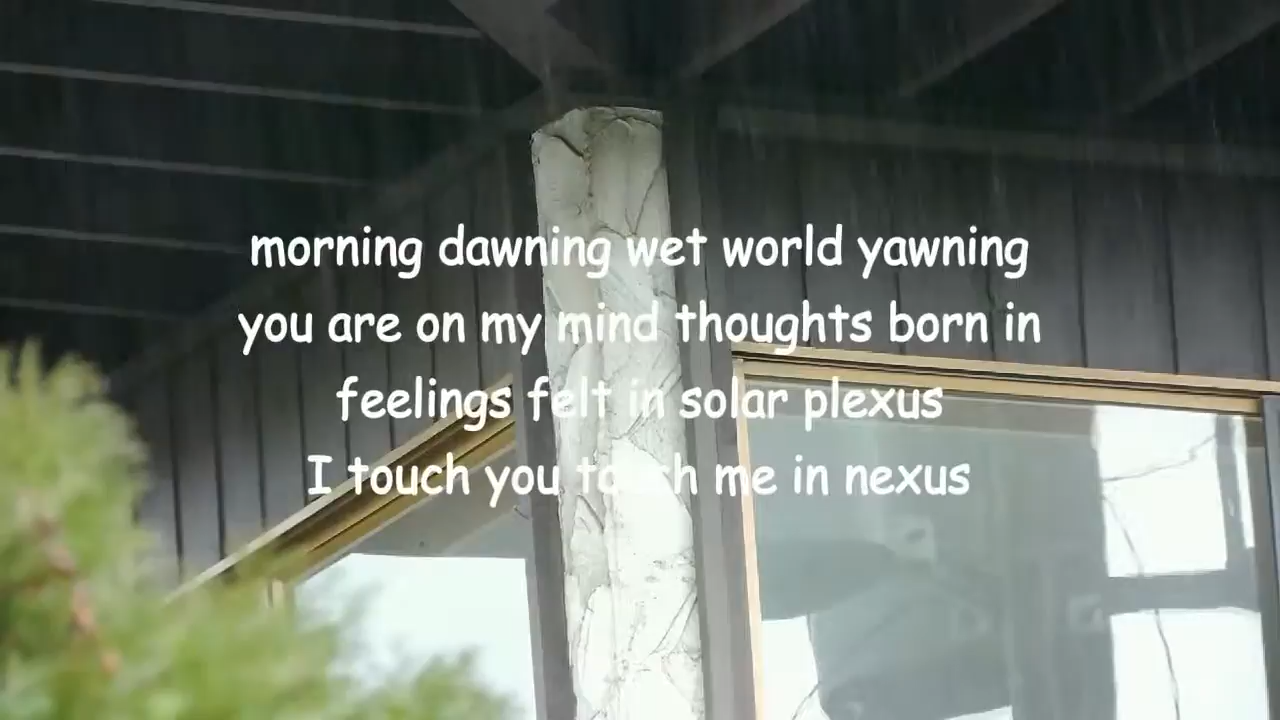 morning dawning wet world yawning
you are on my mind thoughts born in
feelings felt in solar plexus
I touch you touch me in nexus